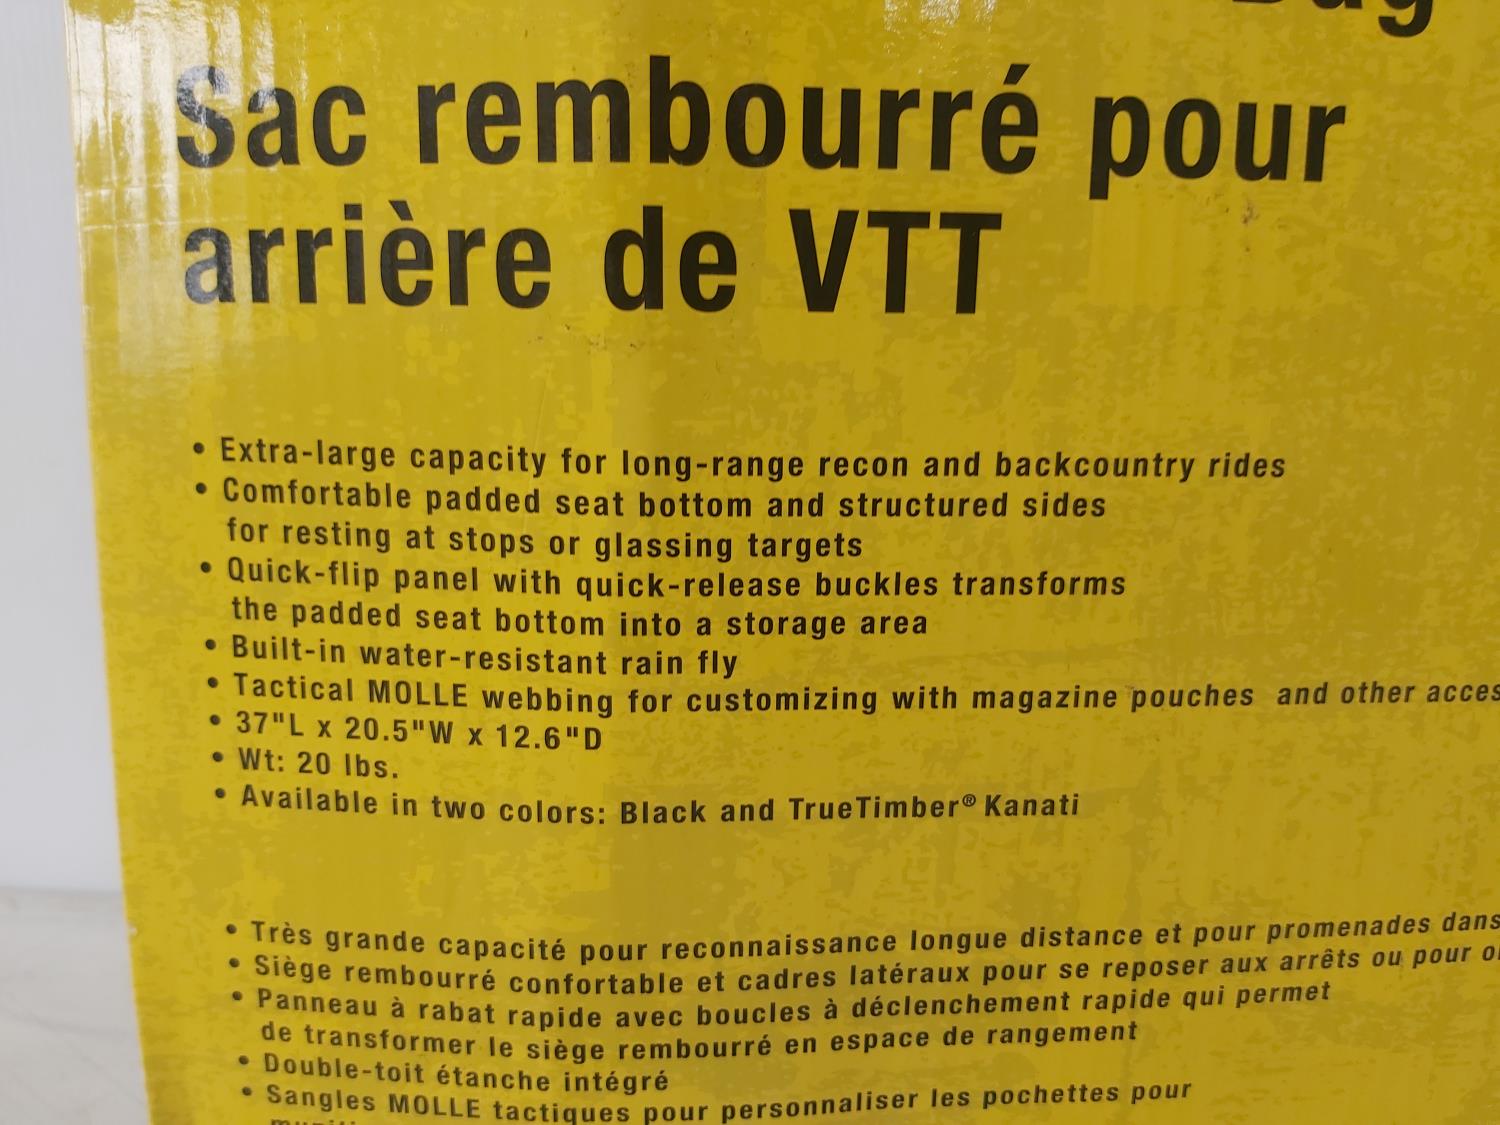 Bag
Sac rembourré pour
arrière de VTT
• Extra-large capacity for long-range recon and backcountry rides
• Comfortable padded seat bottom and structured sides
for resting at stops or glassing targets
• Quick-flip panel with quick-release buckles transforms
the padded seat bottom into a storage area
• Built-in water-resistant rain fly
• Tactical MOLLE webbing for customizing with magazine pouches and other acces
• 37"L x 20.5"W x 12.6"D
• Wt: 20 lbs.
• Available in two colors: Black and TrueTimber® Kanati
• Très grande capacité pour reconnaissance longue distance et pour promenades dans
• Siège rembourré confortable et cadres latéraux pour se reposer aux arrêts ou pour
• Panneau à rabat rapide avec boucles à déclenchement rapide qui permet
de transformer le siège rembourré en espace de rangement
• Double-toit étanche intégré
• Sangles MOLLE tactiques pour personnaliser les pochettes pour